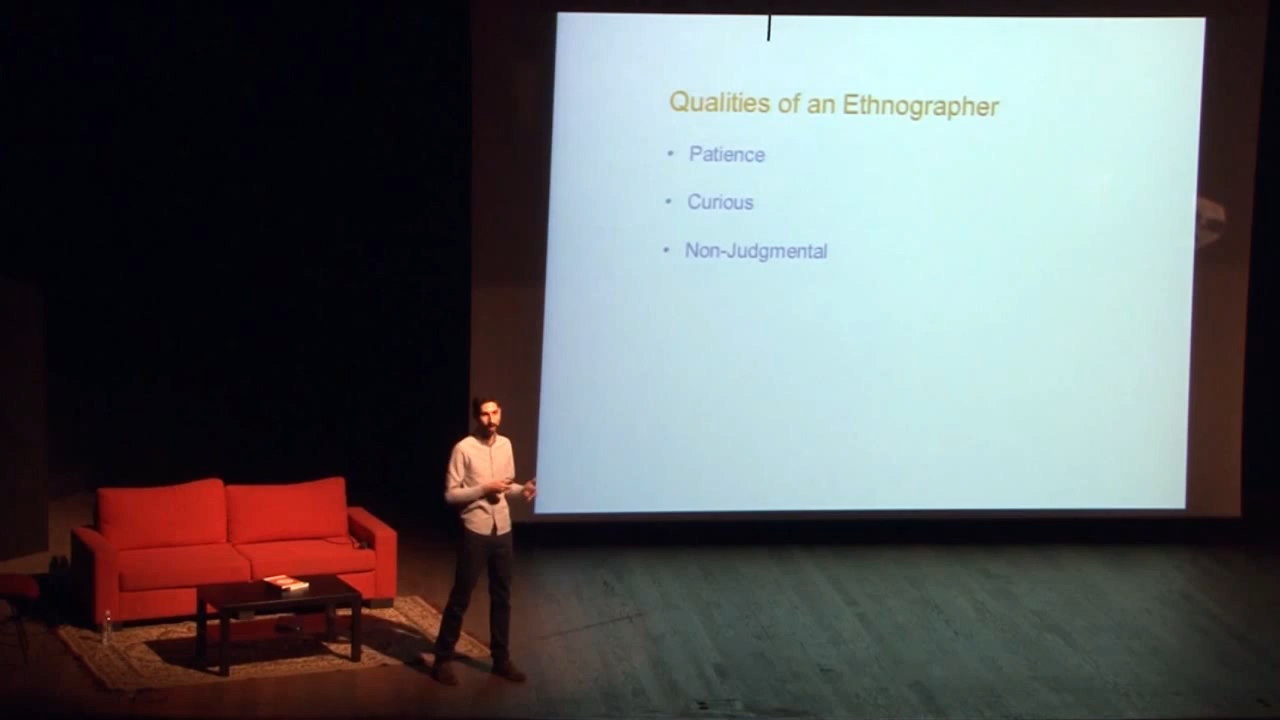 Qualities of an Ethnographer
• Patience
• Curious
• Non-Judgmental